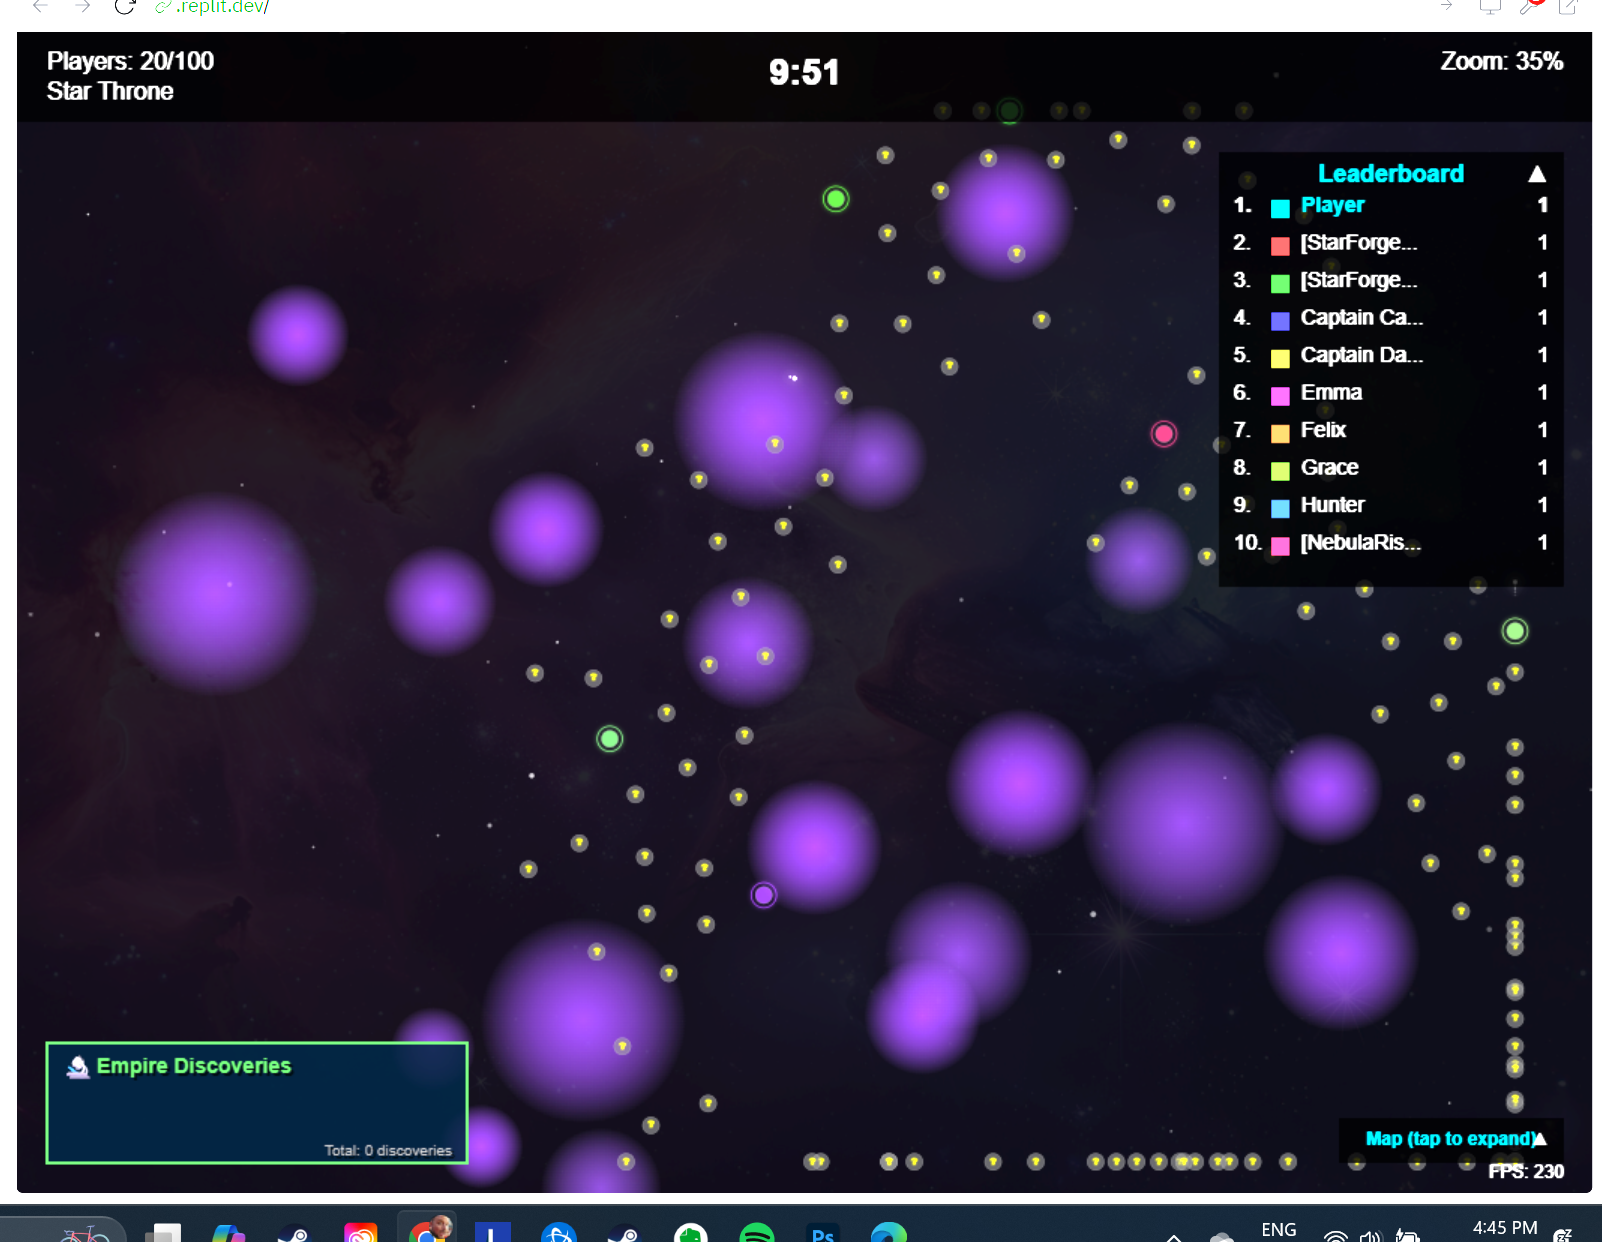 .replit.dev/
Players: 20/100
Star Throne
9:51
Zoom: 35%
Leaderboard ▲
1. Player 1
2. [StarForge... 1
3. [StarForge... 1
4. Captain Ca... 1
5. Captain Da... 1
6. Emma 1
7. Felix 1
8. Grace 1
9. Hunter 1
10. [NebulaRis... 1
Empire Discoveries
Total: 0 discoveries
Map (tap to expand) ▲
FPS: 230
L
Ps
ENG
4:45 PM